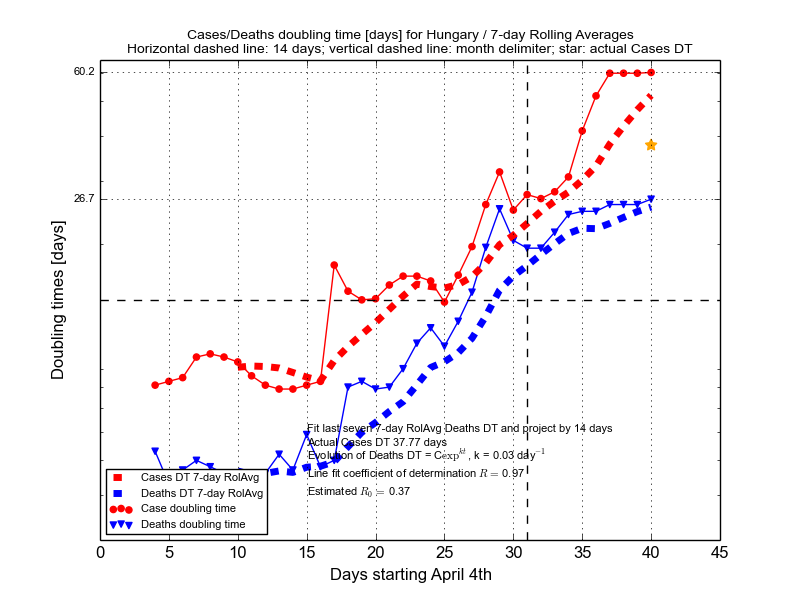 Cases/Deaths doubling time [days] for Hungary / 7-day Rolling Averages
Horizontal dashed line: 14 days; vertical dashed line: month delimiter; star: actual Cases DT
60.2
26.7
Doubling times [days]
Fit last seven 7-day RolAvg Deaths DT and project by 14 days
Actual Cases DT 37.77 days
Evolution of Deaths DT = Cexp^{kt}, k = 0.03 day^{-1}
Line fit coefficient of determination R = 0.97
Estimated R_0 = 0.37
Cases DT 7-day RolAvg
Deaths DT 7-day RolAvg
Case doubling time
Deaths doubling time
0 5 10 15 20 25 30 35 40 45
Days starting April 4th